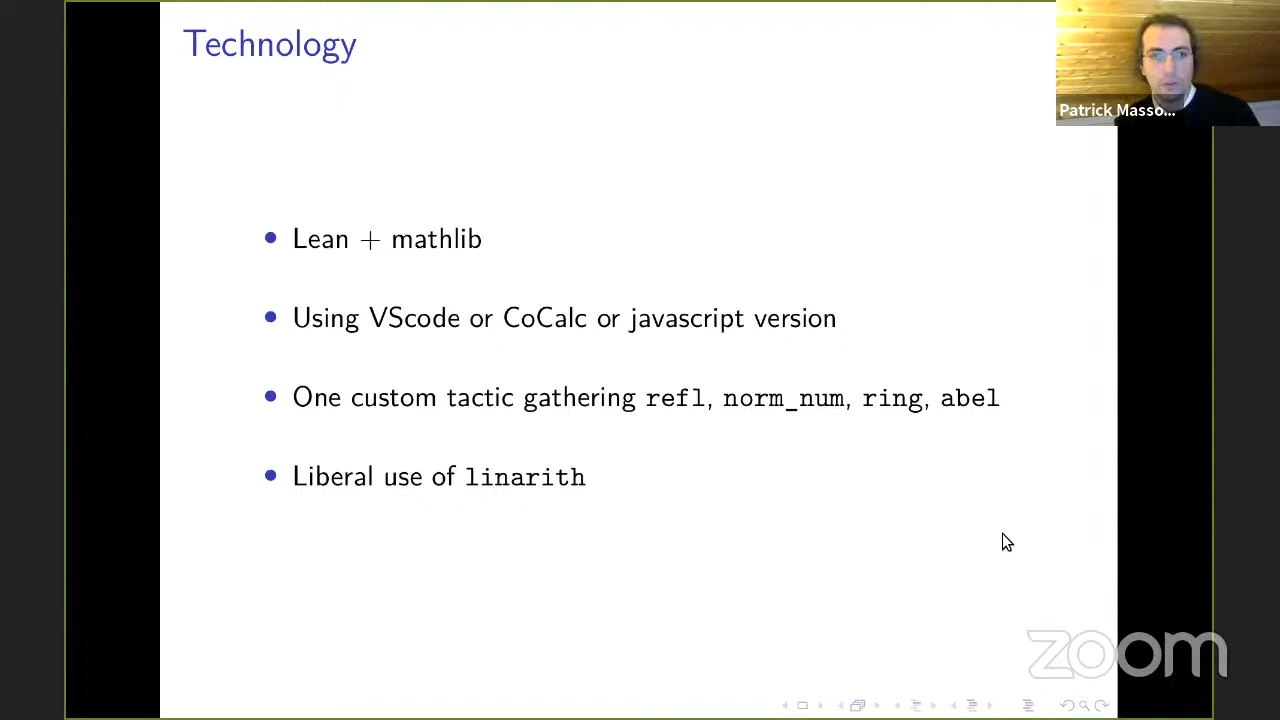 Technology
Patrick Masso...
Lean + mathlib
Using VScode or CoCalc or javascript version
One custom tactic gathering refl, norm_num, ring, abel
Liberal use of linarith
zoom